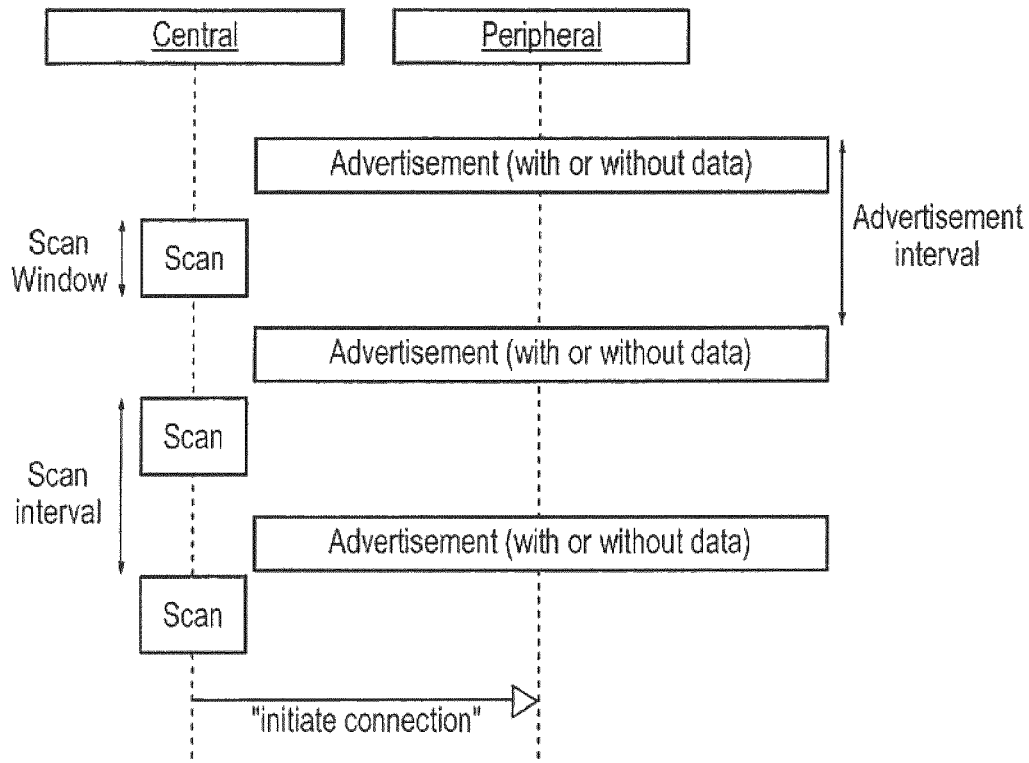 Central
Peripheral
Advertisement (with or without data)
Advertisement
interval
Scan
Window
Scan
Advertisement (with or without data)
Scan
Scan
interval
Advertisement (with or without data)
Scan
"initiate connection"